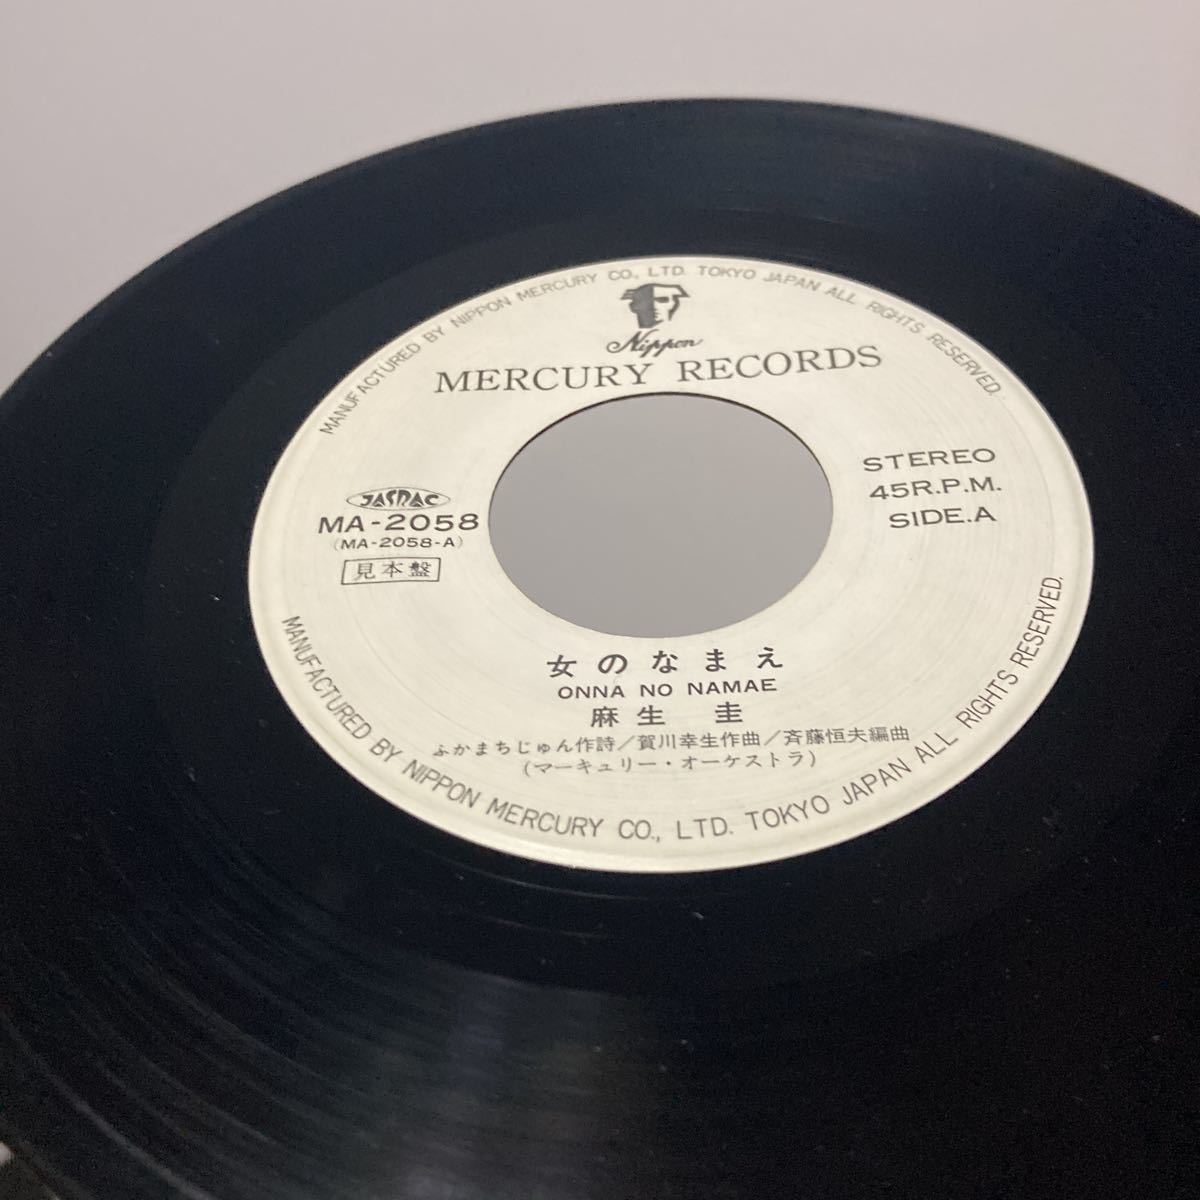 MANUFACTURED BY NIPPON MERCURY CO., LTD. TOKYO JAPAN ALL RIGHTS RESERVED.
Nippon
MERCURY RECORDS
JASRAC
MA-2058
(MA-2058-A)
見本盤
STEREO
45R.P.M.
SIDE.A
女のなまえ
ONNA NO NAMAE
麻生 圭
ふかまちじゅん作詩/賀川幸生作曲/斉藤恒夫編曲
(マーキュリー・オーケストラ)
MANUFACTURED BY NIPPON MERCURY CO., LTD. TOKYO JAPAN ALL RIGHTS RESERVED.